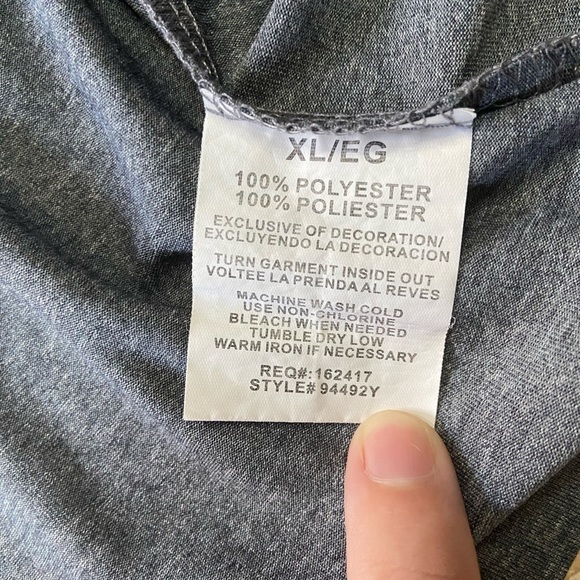 XL/EG
100% POLYESTER
100% POLIESTER
EXCLUSIVE OF DECORATION/
EXCLUYENDO LA DECORACION
TURN GARMENT INSIDE OUT
VOLTEE LA PRENDA AL REVES
MACHINE WASH COLD
USE NON-CHLORINE
BLEACH WHEN NEEDED
TUMBLE DRY LOW
WARM IRON IF NECESSARY
REQ#:162417
STYLE# 94492Y